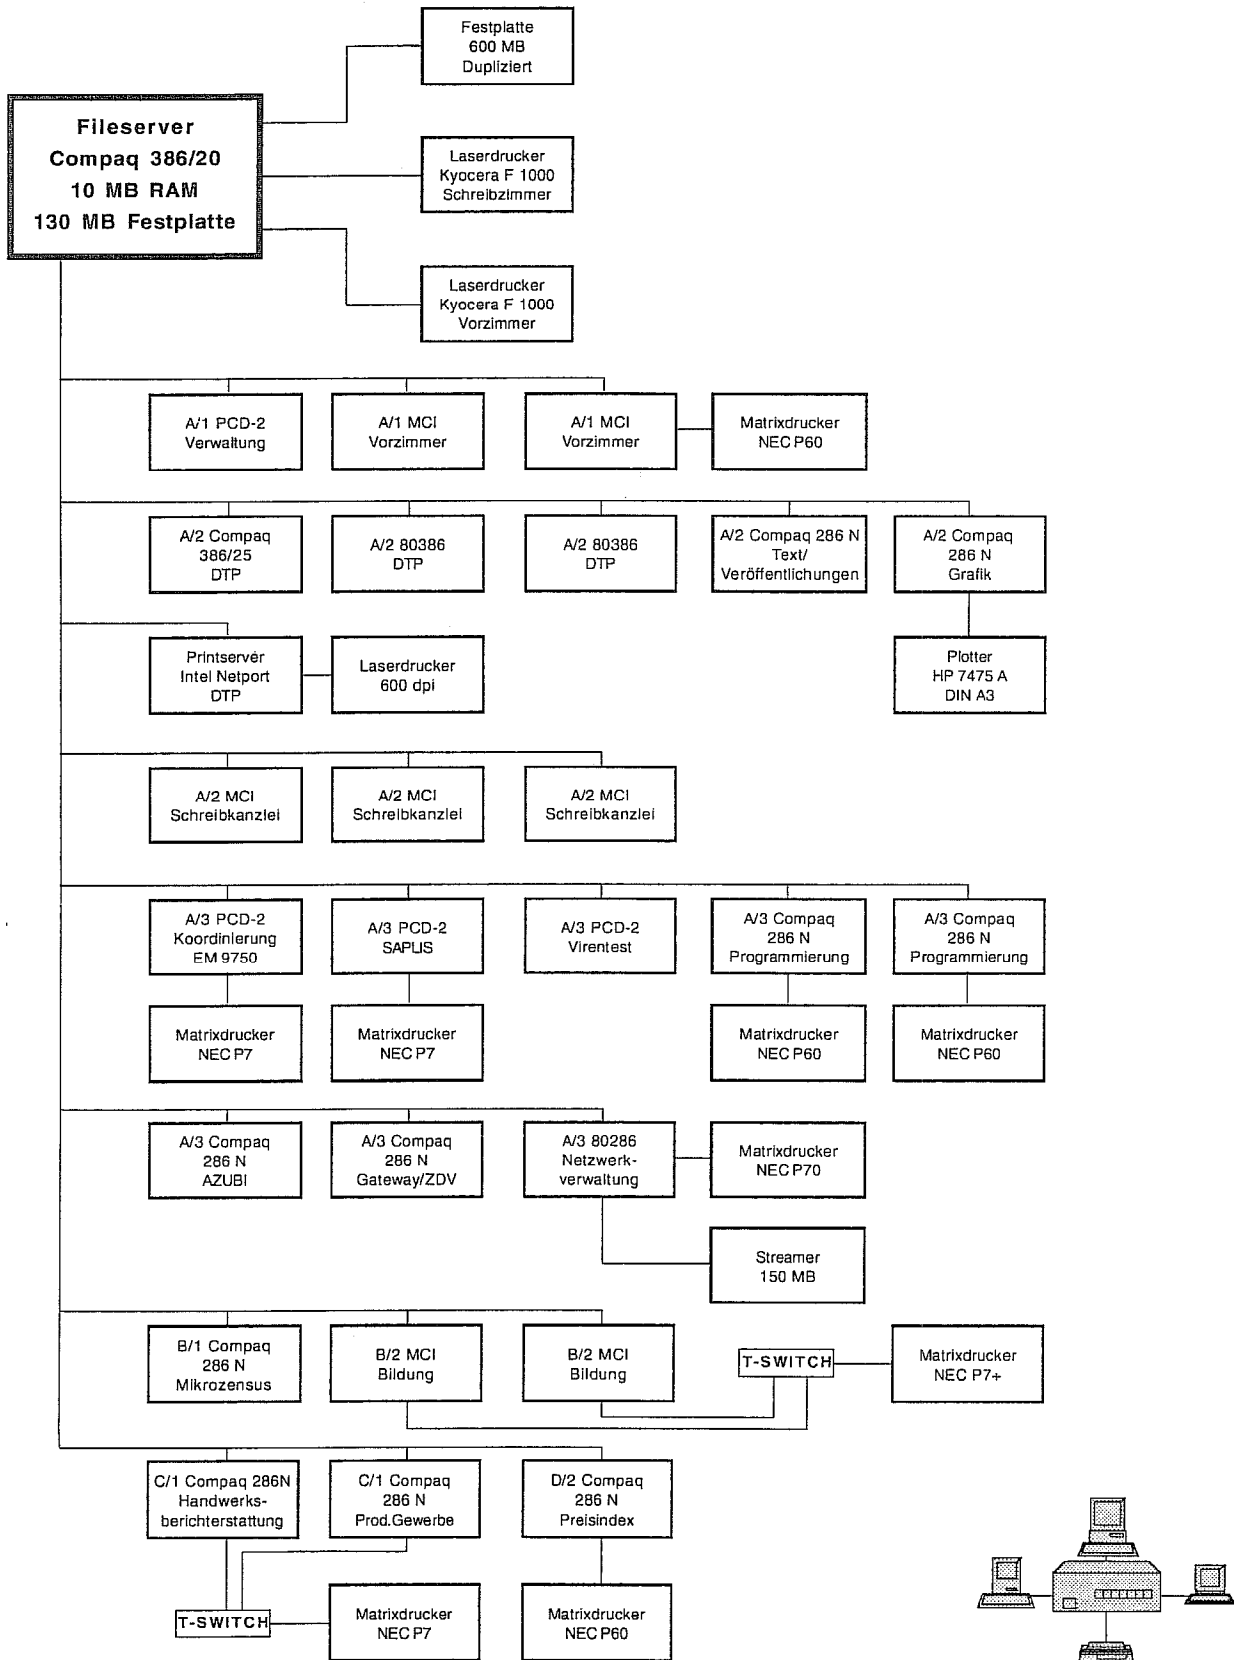 Festplatte
600 MB
Dupliziert
Fileserver
Compaq 386/20
10 MB RAM
130 MB Festplatte
Laserdrucker
Kyocera F 1000
Schreibzimmer
Laserdrucker
Kyocera F 1000
Vorzimmer
A/1 PCD-2
Verwaltung
A/1 MCI
Vorzimmer
A/1 MCI
Vorzimmer
Matrixdrucker
NEC P60
A/2 Compaq
386/25
DTP
A/2 80386
DTP
A/2 80386
DTP
A/2 Compaq 286 N
Text/
Veröffentlichungen
A/2 Compaq
286 N
Grafik
Printserver
Intel Netport
DTP
Laserdrucker
600 dpi
Plotter
HP 7475 A
DIN A3
A/2 MCI
Schreibkanzlei
A/2 MCI
Schreibkanzlei
A/2 MCI
Schreibkanzlei
A/3 PCD-2
Koordinierung
EM 9750
A/3 PCD-2
SAPLIS
A/3 PCD-2
Virentest
A/3 Compaq
286 N
Programmierung
A/3 Compaq
286 N
Programmierung
Matrixdrucker
NEC P7
Matrixdrucker
NEC P7
Matrixdrucker
NEC P60
Matrixdrucker
NEC P60
A/3 Compaq
286 N
AZUBI
A/3 Compaq
286 N
Gateway/ZDV
A/3 80286
Netzwerk-
verwaltung
Matrixdrucker
NEC P70
Streamer
150 MB
B/1 Compaq
286 N
Mikrozensus
B/2 MCI
Bildung
B/2 MCI
Bildung
T-SWITCH
Matrixdrucker
NEC P7+
C/1 Compaq 286N
Handwerks-
berichterstattung
C/1 Compaq
286 N
Prod.Gewerbe
D/2 Compaq
286 N
Preisindex
T-SWITCH
Matrixdrucker
NEC P7
Matrixdrucker
NEC P60